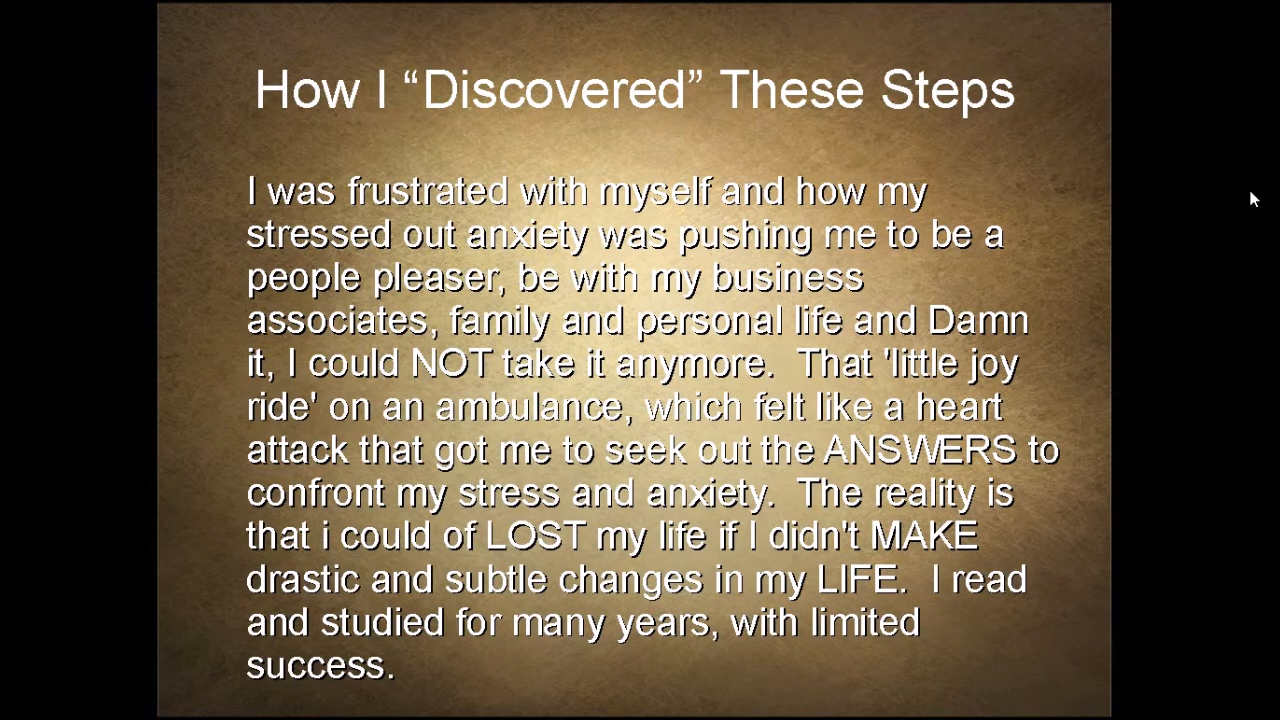 How I “Discovered” These Steps
I was frustrated with myself and how my
stressed out anxiety was pushing me to be a
people pleaser, be with my business
associates, family and personal life and Damn
it, I could NOT take it anymore.  That 'little joy
ride' on an ambulance, which felt like a heart
attack that got me to seek out the ANSWERS to
confront my stress and anxiety.  The reality is
that i could of LOST my life if I didn't MAKE
drastic and subtle changes in my LIFE.  I read
and studied for many years, with limited
success.